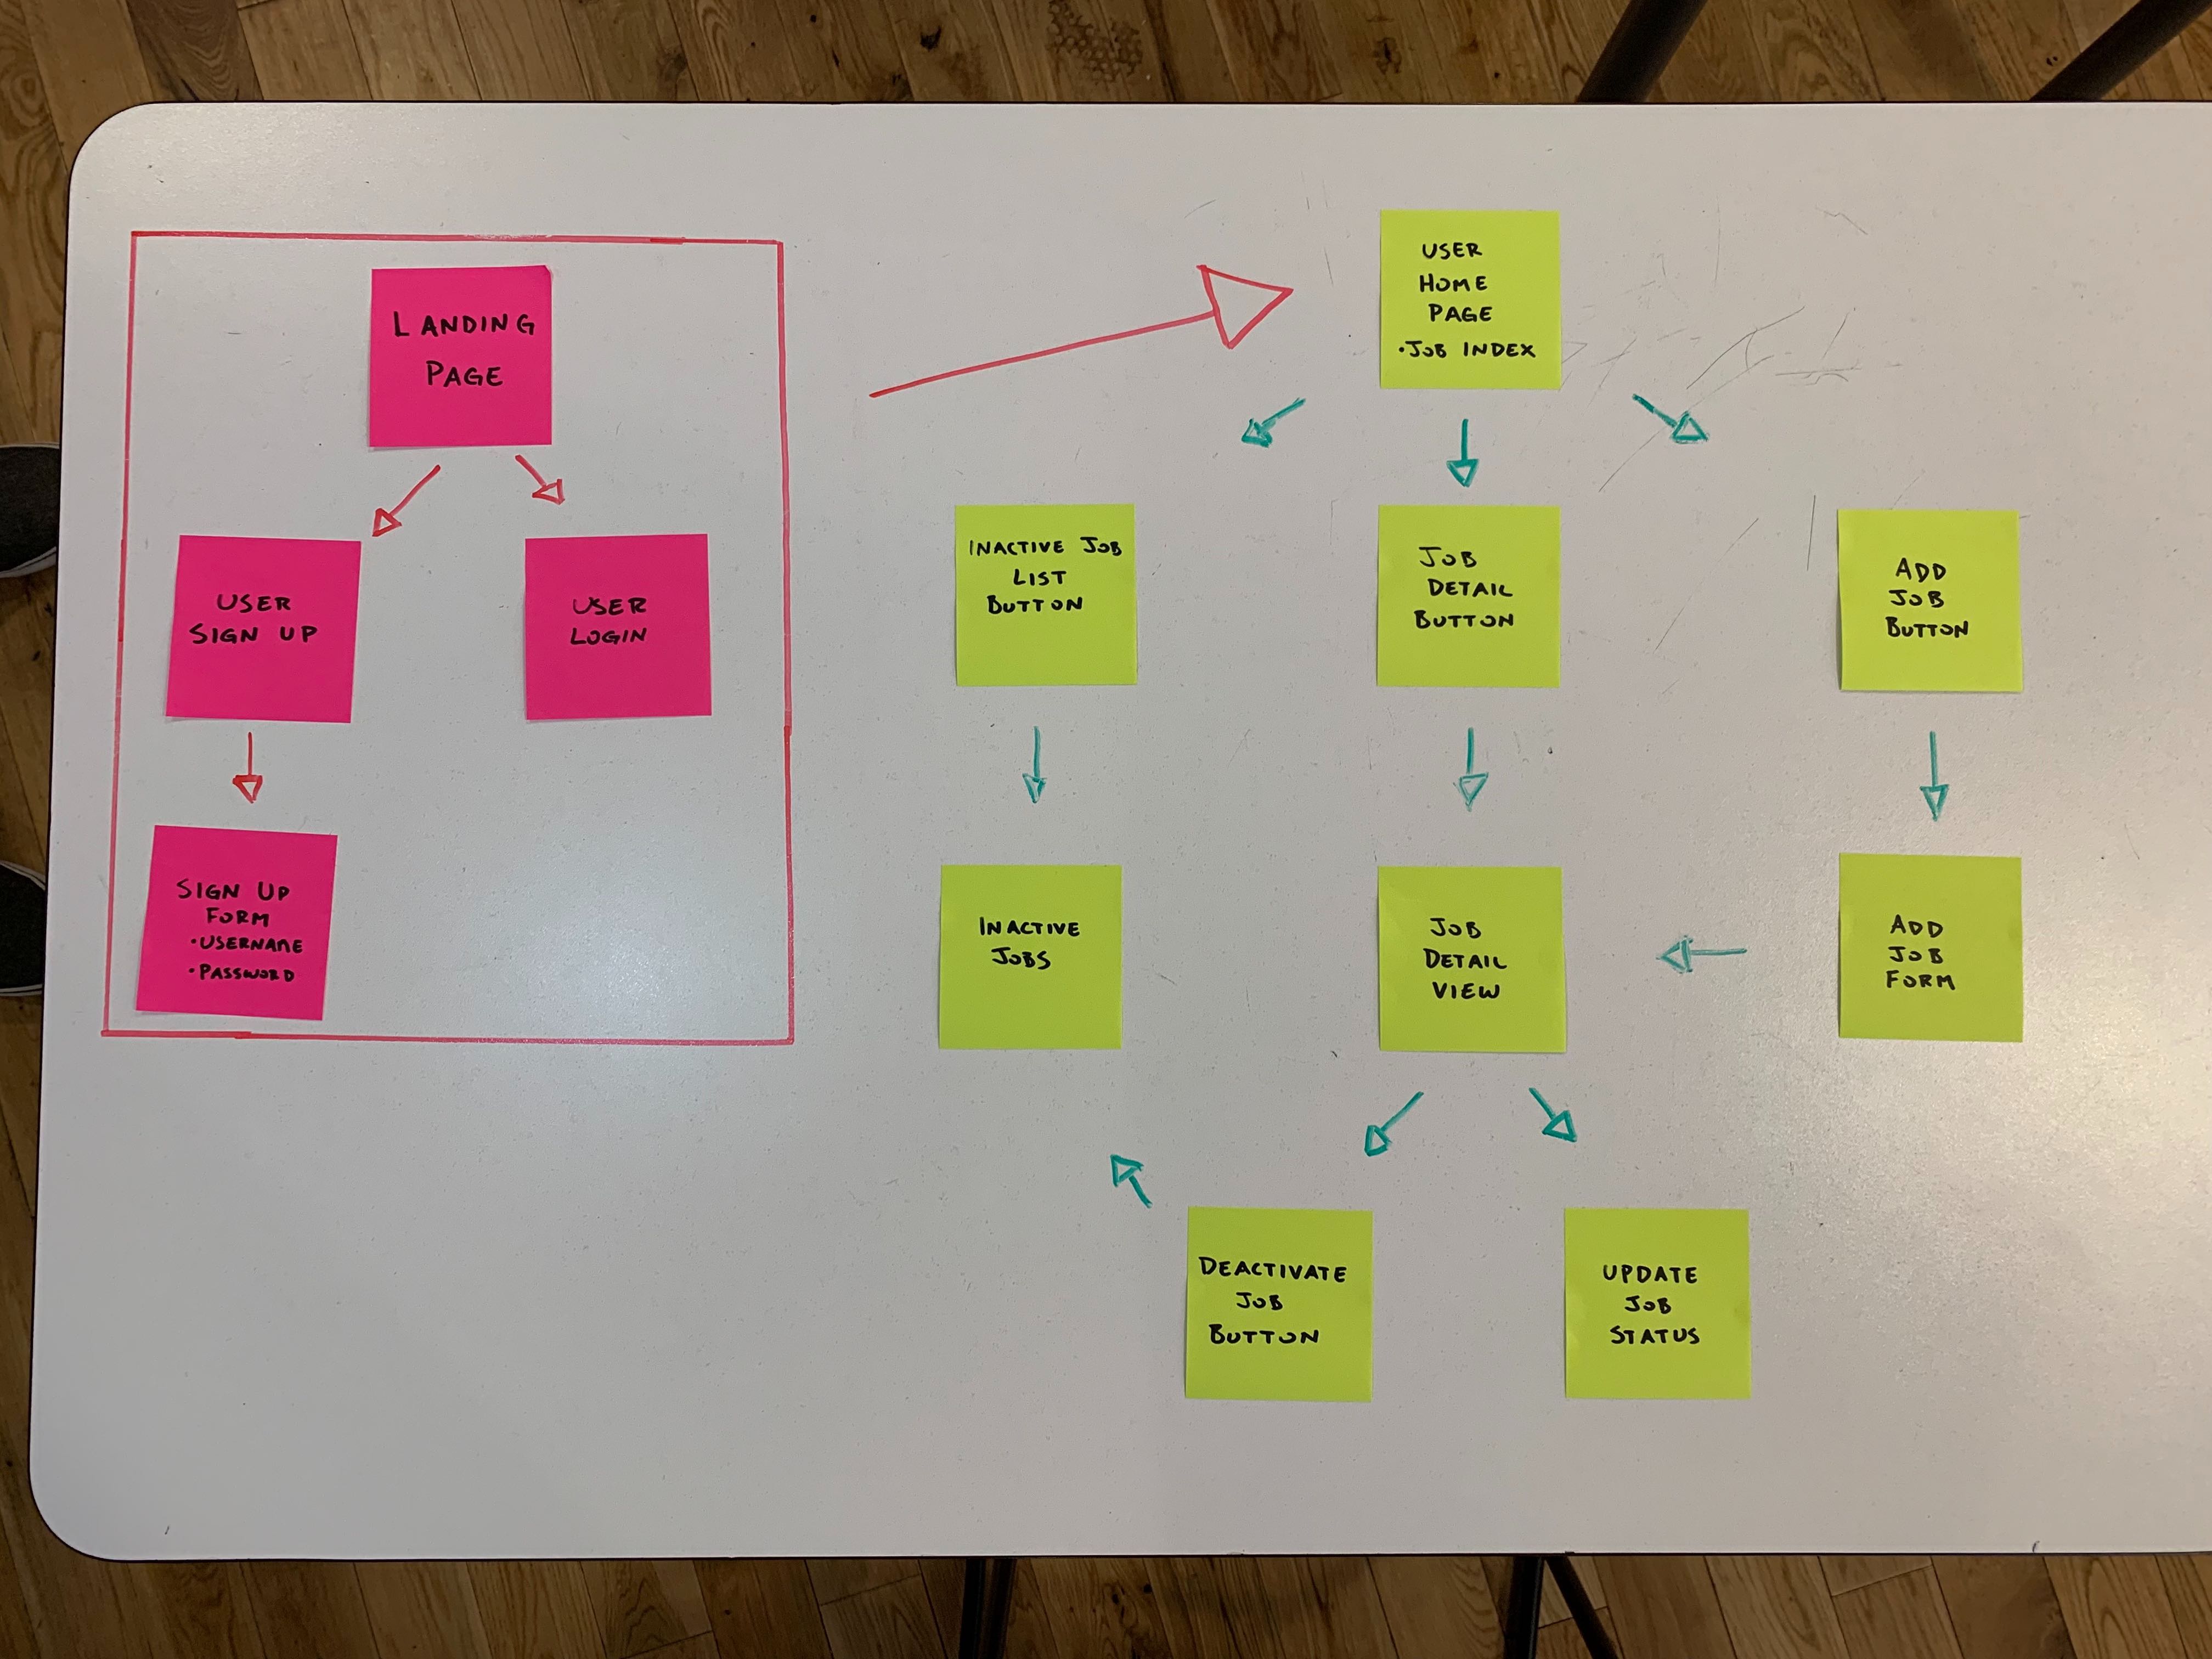 LANDING
PAGE
USER
SIGN UP
USER
LOGIN
SIGN UP
FORM
•USERNAME
•PASSWORD
USER
HOME
PAGE
•JOB INDEX
INACTIVE JOB
LIST
BUTTON
JOB
DETAIL
BUTTON
ADD
JOB
BUTTON
INACTIVE
JOBS
JOB
DETAIL
VIEW
ADD
JOB
FORM
DEACTIVATE
JOB
BUTTON
UPDATE
JOB
STATUS